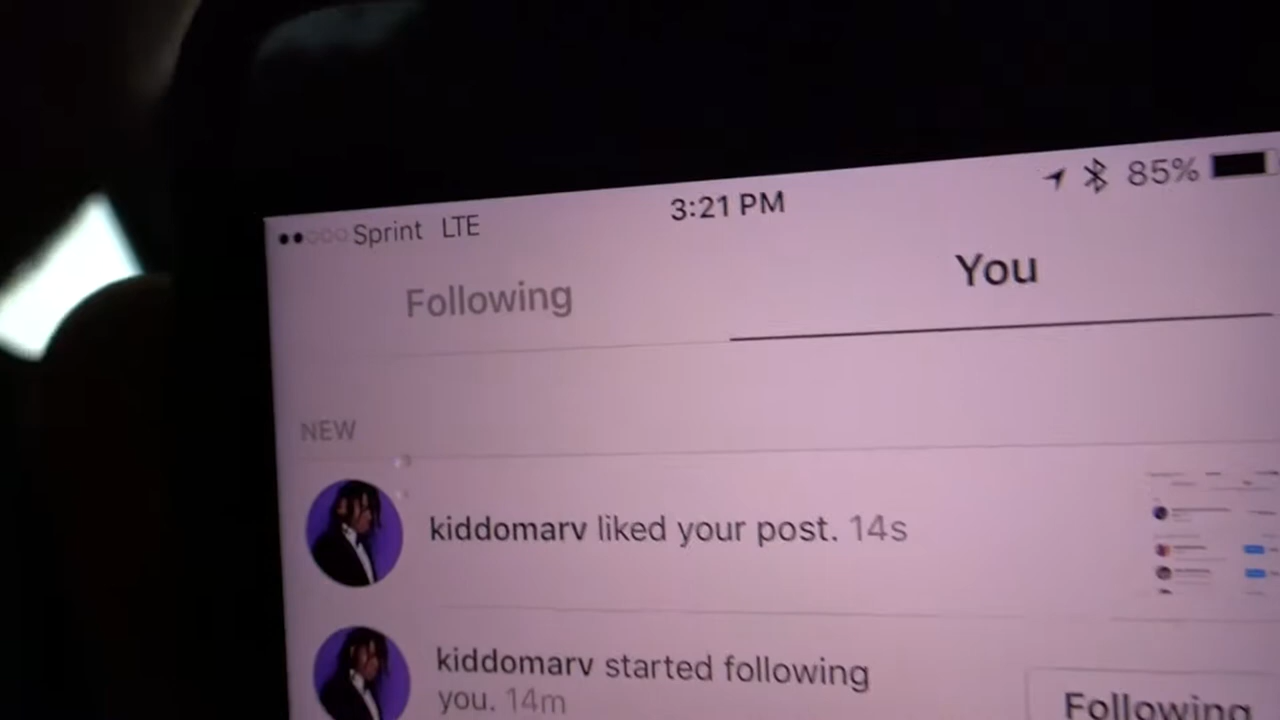 Sprint LTE 3:21 PM 85%
Following You
NEW
kiddomarv liked your post. 14s
kiddomarv started following
you. 14m
Following